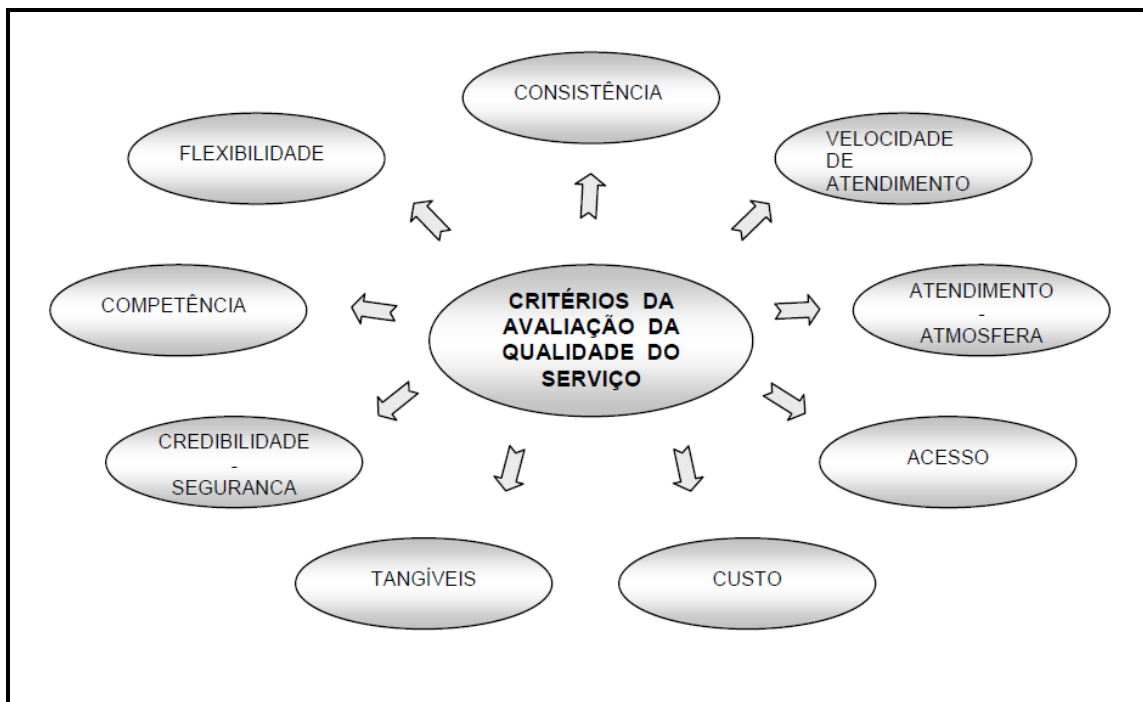 CONSISTÊNCIA
FLEXIBILIDADE
VELOCIDADE
DE
ATENDIMENTO
COMPETÊNCIA
CRITÉRIOS DA
AVALIAÇÃO DA
QUALIDADE DO
SERVIÇO
ATENDIMENTO
-
ATMOSFERA
CREDIBILIDADE
-
SEGURANCA
ACESSO
TANGÍVEIS
CUSTO